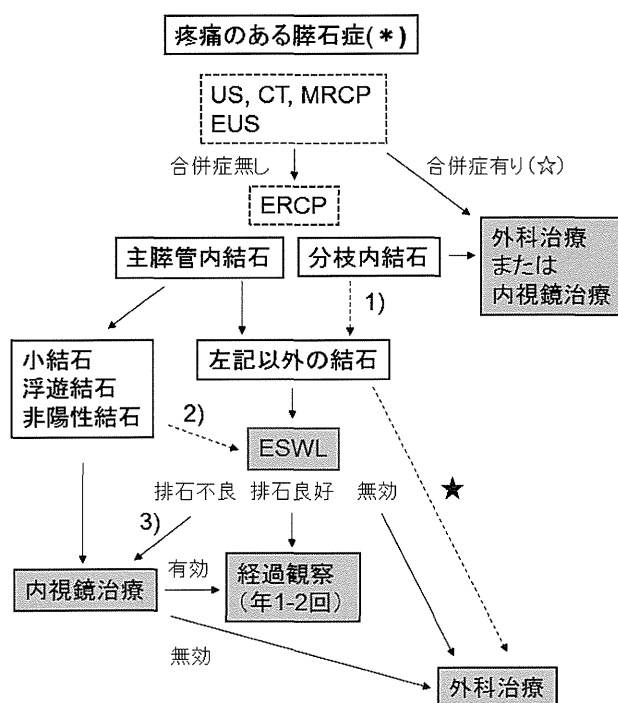 疼痛のある膵石症(*)
US, CT, MRCP
EUS
合併症無し
合併症有り(☆)
ERCP
外科治療
または
内視鏡治療
主膵管内結石
分枝内結石
1)
小結石
浮遊結石
非陽性結石
左記以外の結石
2)
ESWL
★
排石不良 排石良好 無効
3)
内視鏡治療
有効
経過観察
(年1-2回)
無効
外科治療